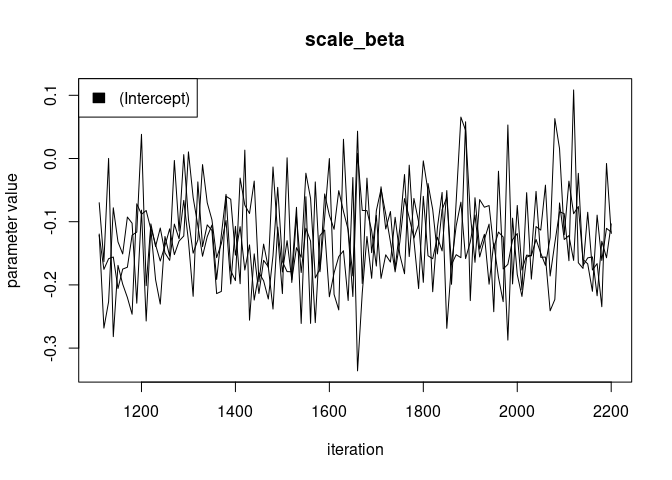 scale_beta
(Intercept)
0.1
0.0
-0.1
-0.2
-0.3
parameter value
1200 1400 1600 1800 2000 2200
iteration